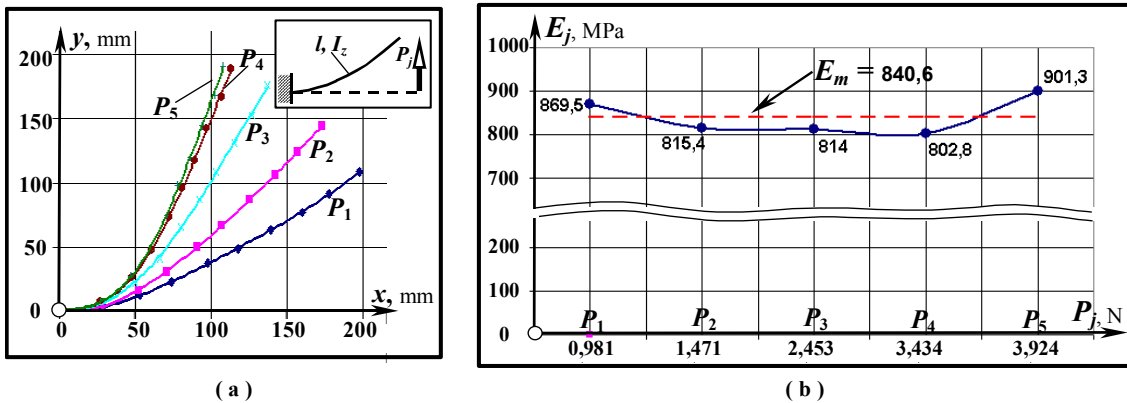 y, mm
200
150
100
50
0
P5
P4
P3
P2
P1
l, Iz
Pj
x, mm
0 50 100 150 200
( a )
Ej, MPa
1000
900
800
700
600
200
100
0
Em = 840,6
869,5
815,4
814
802,8
901,3
P1 P2 P3 P4 P5 Pj, N
0,981 1,471 2,453 3,434 3,924
( b )